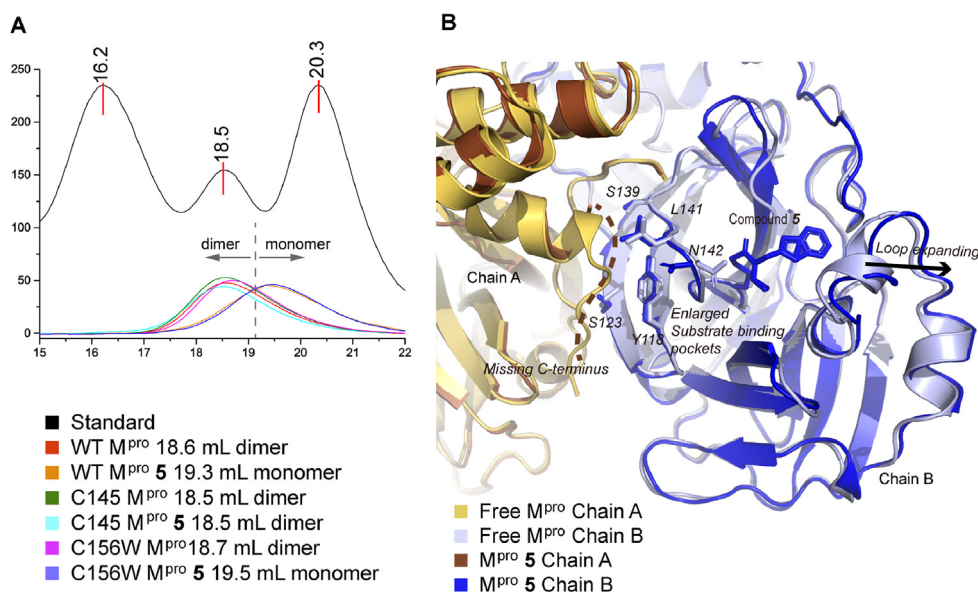 A
B
16.2
18.5
20.3
250
200
150
100
50
0
dimer
monomer
15
16
17
18
19
20
21
22
Standard
WT Mpro 18.6 mL dimer
WT Mpro 5 19.3 mL monomer
C145 Mpro 18.5 mL dimer
C145 Mpro 5 18.5 mL dimer
C156W Mpro 18.7 mL dimer
C156W Mpro 5 19.5 mL monomer
S139
L141
Compound 5
N142
Loop expanding
Chain A
S123
Enlarged
Substrate binding
pockets
Y118
Missing C-terminus
Chain B
Free Mpro Chain A
Free Mpro Chain B
Mpro 5 Chain A
Mpro 5 Chain B